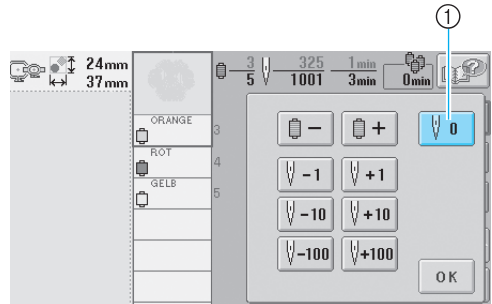 ①
24mm
37mm
3 325 1 min
5 1001 3min 0min
ORANGE
3
ROT
4
GELB
5
− + 0
−1 +1
−10 +10
−100 +100
OK